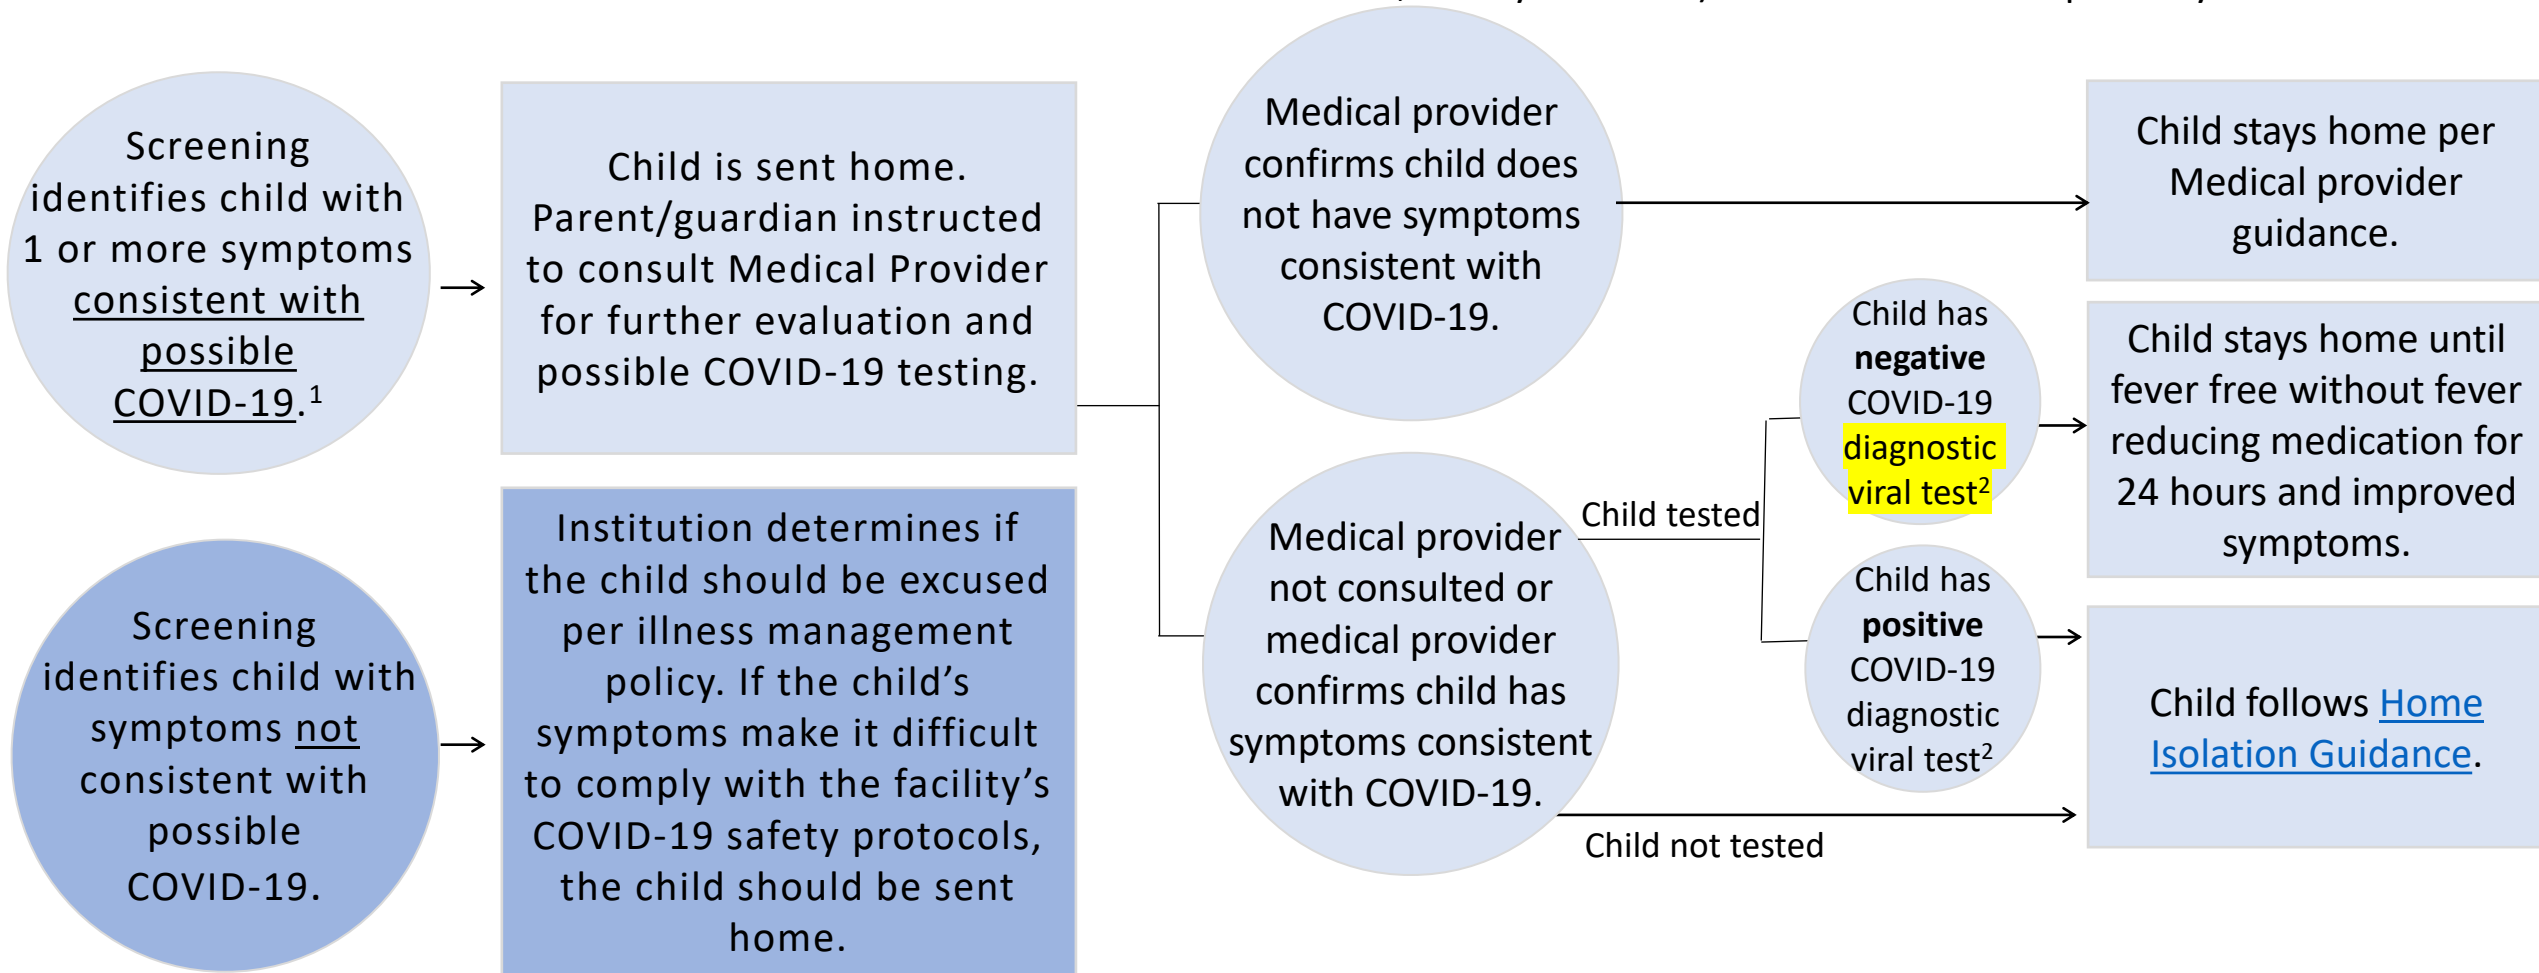 Screening
identifies child with
1 or more symptoms
consistent with
possible
COVID-19.1
Child is sent home.
Parent/guardian instructed
to consult Medical Provider
for further evaluation and
possible COVID-19 testing.
Medical provider
confirms child does
not have symptoms
consistent with
COVID-19.
Child stays home per
Medical provider
guidance.
Child has
negative
COVID-19
diagnostic
viral test2
Child stays home until
fever free without fever
reducing medication for
24 hours and improved
symptoms.
Screening
identifies child with
symptoms not
consistent with
possible
COVID-19.
Institution determines if
the child should be excused
per illness management
policy. If the child’s
symptoms make it difficult
to comply with the facility’s
COVID-19 safety protocols,
the child should be sent
home.
Medical provider
not consulted or
medical provider
confirms child has
symptoms consistent
with COVID-19.
Child tested
Child has
positive
COVID-19
diagnostic
viral test2
Child follows Home
Isolation Guidance.
Child not tested